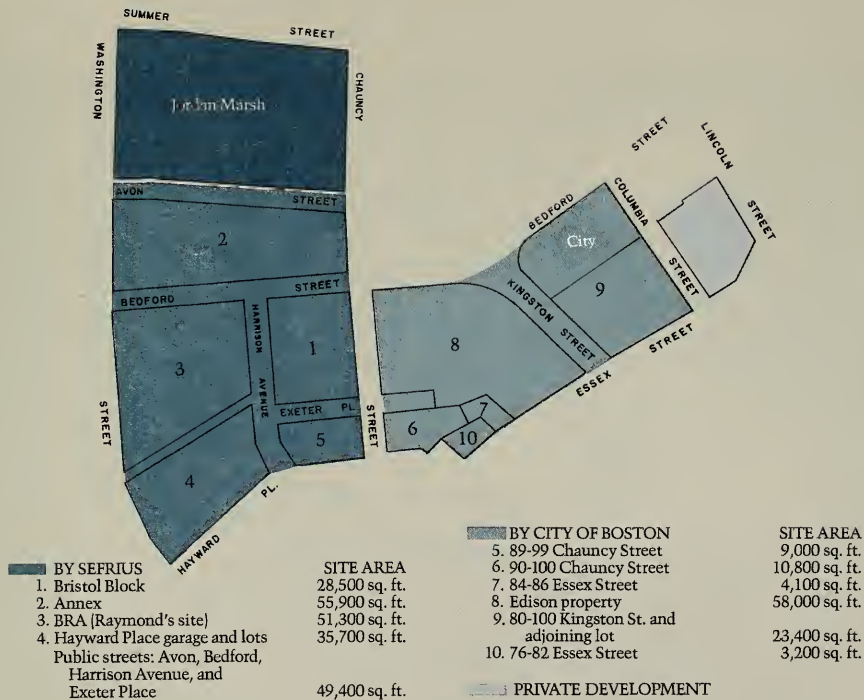 SUMMER STREET
WASHINGTON
CHAUNCY
Jordan Marsh
AVON STREET
2
BEDFORD STREET
HARRISON AVENUE
3
1
EXETER PL.
STREET
STREET
5
4
HAYWARD PL.
BEDFORD
STREET
LINCOLN
STREET
COLUMBIA
STREET
City
9
KINGSTON STREET
8
ESSEX
STREET
6
7
10
BY SEFRIUS SITE AREA
1. Bristol Block 28,500 sq. ft.
2. Annex 55,900 sq. ft.
3. BRA (Raymond's site) 51,300 sq. ft.
4. Hayward Place garage and lots 35,700 sq. ft.
Public streets: Avon, Bedford,
Harrison Avenue, and
Exeter Place 49,400 sq. ft.
BY CITY OF BOSTON SITE AREA
5. 89-99 Chauncy Street 9,000 sq. ft.
6. 90-100 Chauncy Street 10,800 sq. ft.
7. 84-86 Essex Street 4,100 sq. ft.
8. Edison property 58,000 sq. ft.
9. 80-100 Kingston St. and
adjoining lot 23,400 sq. ft.
10. 76-82 Essex Street 3,200 sq. ft.
PRIVATE DEVELOPMENT